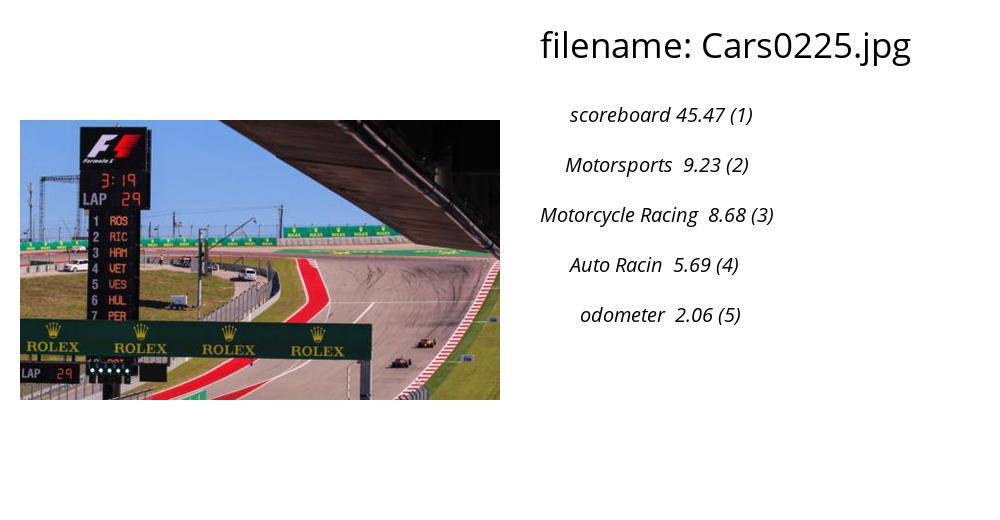 filename: Cars0225.jpg
scoreboard 45.47 (1)
Motorsports 9.23 (2)
Motorcycle Racing 8.68 (3)
Auto Racin 5.69 (4)
odometer 2.06 (5)
F1
Formula 1
3:19
LAP 29
1 ROS
2 RIC
3 HAM
4 VET
5 VES
6 HUL
7 PER
ROLEX ROLEX ROLEX ROLEX
LAP 29